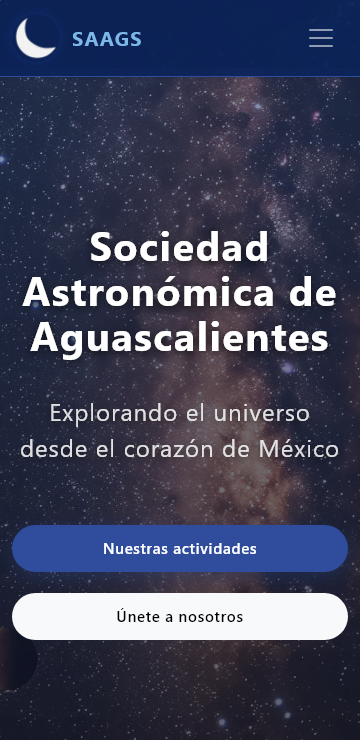 SAAGS
Sociedad
Astronómica de
Aguascalientes
Explorando el universo
desde el corazón de México
Nuestras actividades
Únete a nosotros